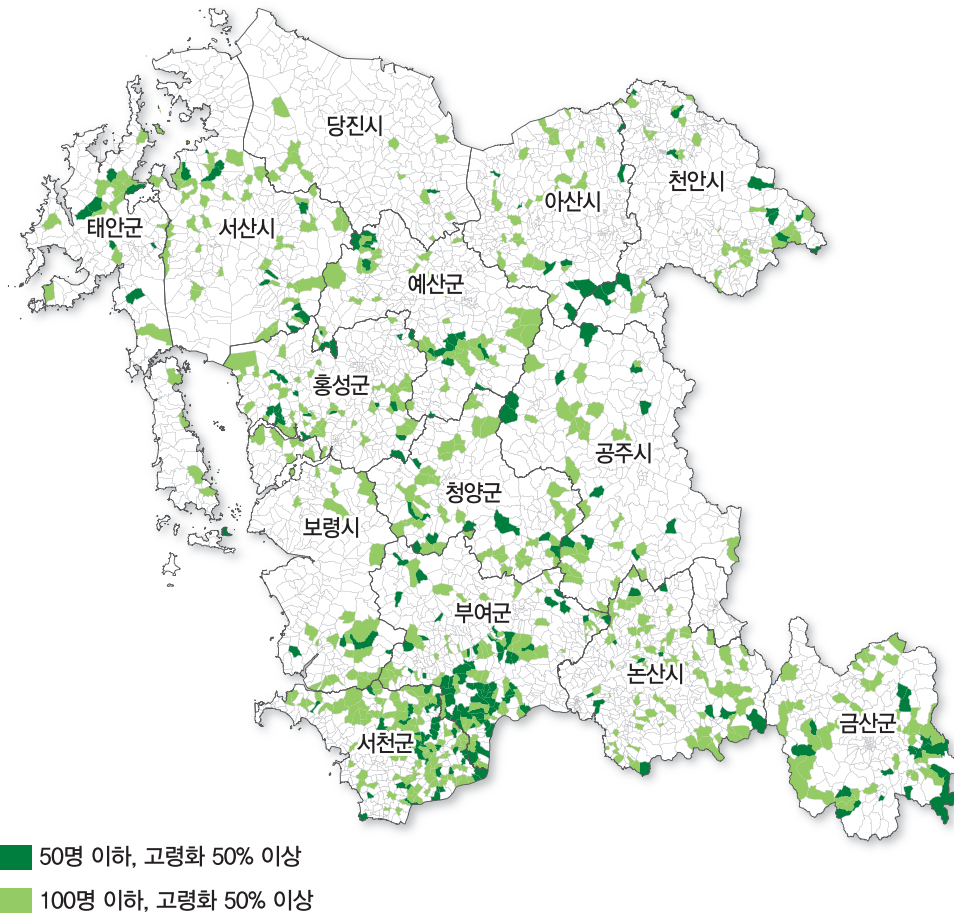 당진시
천안시
아산시
태안군
서산시
예산군
홍성군
공주시
청양군
보령시
부여군
논산시
금산군
서천군
50명 이하, 고령화 50% 이상
100명 이하, 고령화 50% 이상